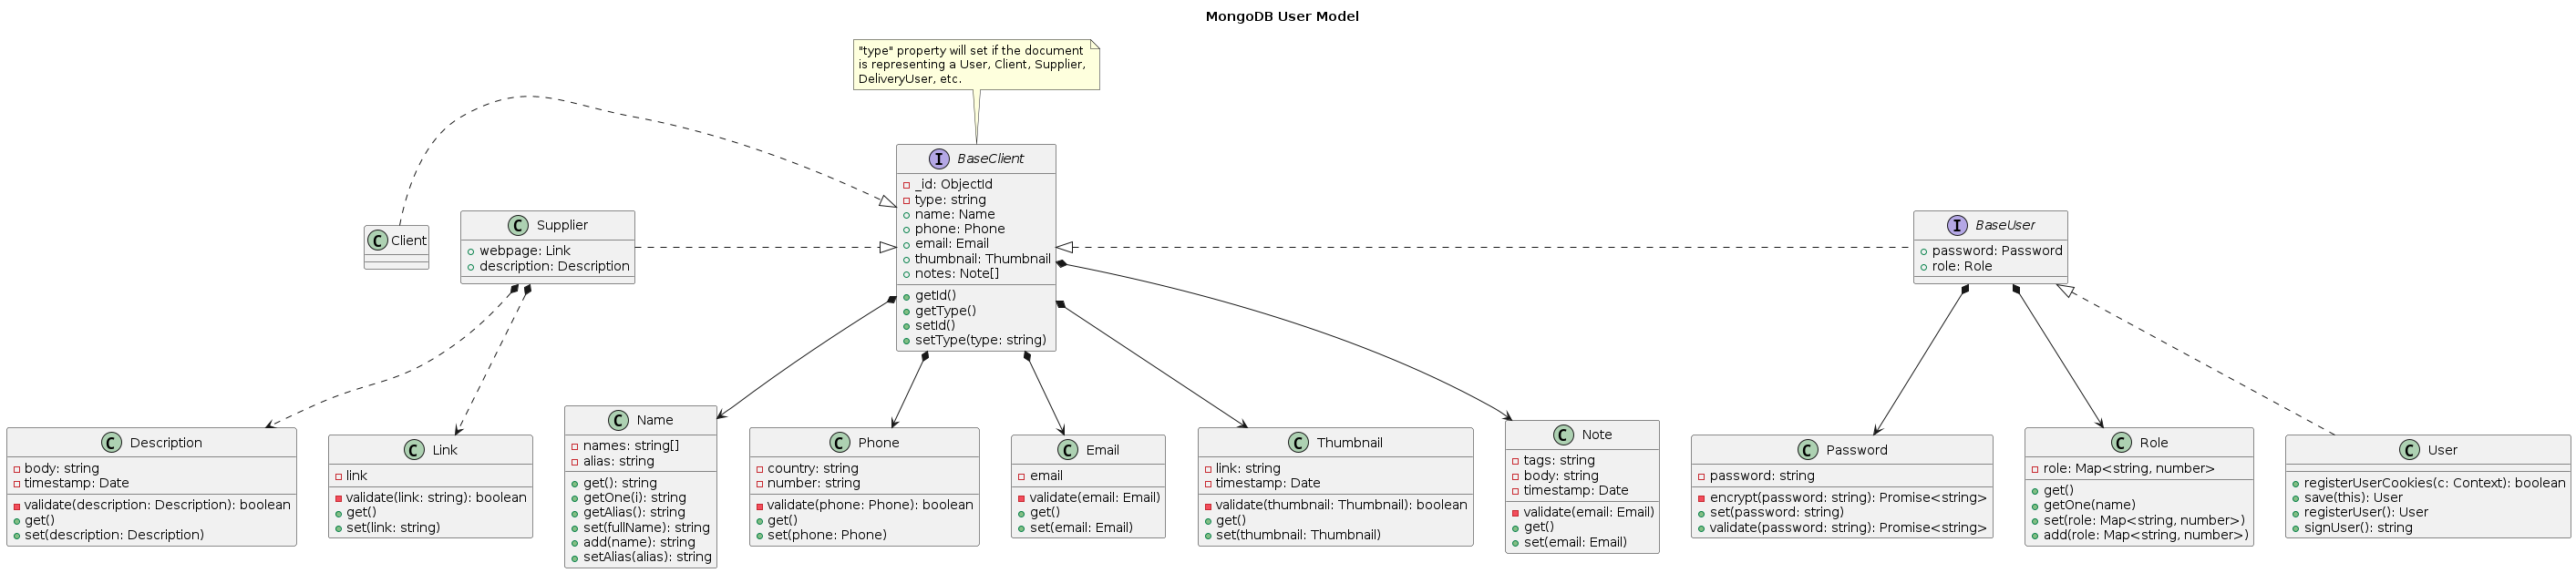 MongoDB User Model
"type" property will set if the document
is representing a User, Client, Supplier,
DeliveryUser, etc.
I BaseClient
_id: ObjectId
type: string
name: Name
phone: Phone
email: Email
thumbnail: Thumbnail
notes: Note[]
getId()
getType()
setId()
setType(type: string)
C Client
C Supplier
webpage: Link
description: Description
I BaseUser
password: Password
role: Role
C Description
body: string
timestamp: Date
validate(description: Description): boolean
get()
set(description: Description)
C Link
link
validate(link: string): boolean
get()
set(link: string)
C Name
names: string[]
alias: string
get(): string
getOne(i): string
getAlias(): string
set(fullName): string
add(name): string
setAlias(alias): string
C Phone
country: string
number: string
validate(phone: Phone): boolean
get()
set(phone: Phone)
C Email
email
validate(email: Email)
get()
set(email: Email)
C Thumbnail
link: string
timestamp: Date
validate(thumbnail: Thumbnail): boolean
get()
set(thumbnail: Thumbnail)
C Note
tags: string
body: string
timestamp: Date
validate(email: Email)
get()
set(email: Email)
C Password
password: string
encrypt(password: string): Promise<string>
set(password: string)
validate(password: string): Promise<string>
C Role
role: Map<string, number>
get()
getOne(name)
set(role: Map<string, number>)
add(role: Map<string, number>)
C User
registerUserCookies(c: Context): boolean
save(this): User
registerUser(): User
signUser(): string